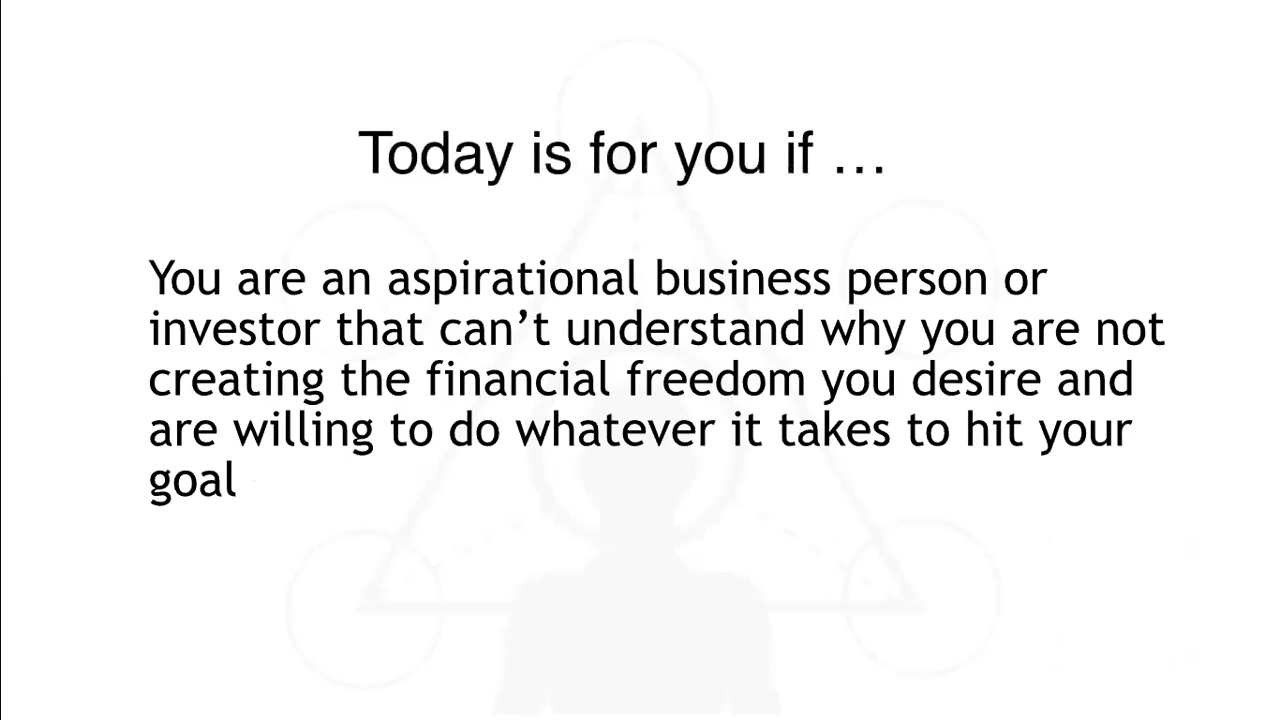 Today is for you if ...
You are an aspirational business person or
investor that can’t understand why you are not
creating the financial freedom you desire and
are willing to do whatever it takes to hit your
goal